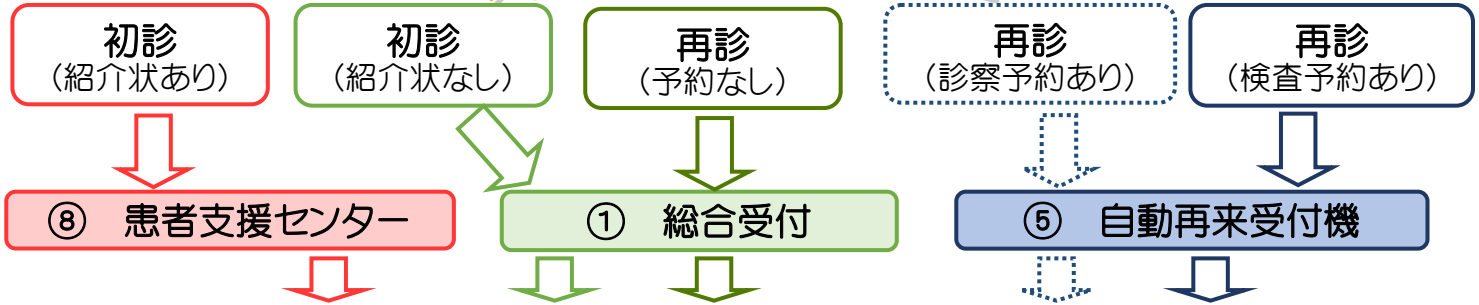 初診
(紹介状あり)
初診
(紹介状なし)
再診
(予約なし)
再診
(診察予約あり)
再診
(検査予約あり)
⑧ 患者支援センター
① 総合受付
⑤ 自動再来受付機